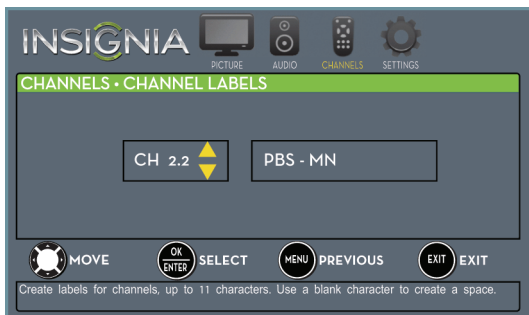 INSIGNIA
PICTURE AUDIO CHANNELS SETTINGS
CHANNELS • CHANNEL LABELS
CH 2.2 PBS - MN
MOVE OK ENTER SELECT MENU PREVIOUS EXIT EXIT
Create labels for channels, up to 11 characters. Use a blank character to create a space.